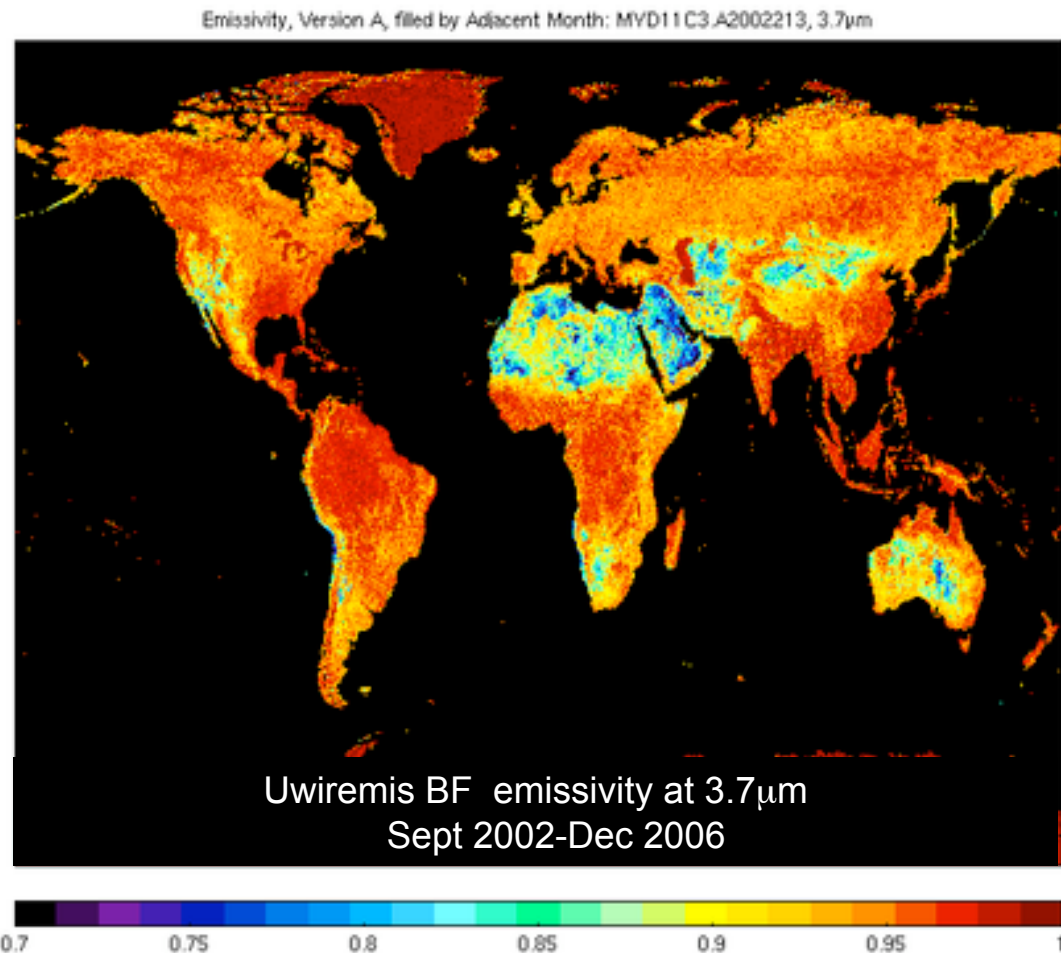 Emissivity, Version A, filled by Adjacent Month: MYD11C3.A2002213, 3.7μm
Uwiremis BF emissivity at 3.7μm
Sept 2002-Dec 2006
0.7 0.75 0.8 0.85 0.9 0.95 1